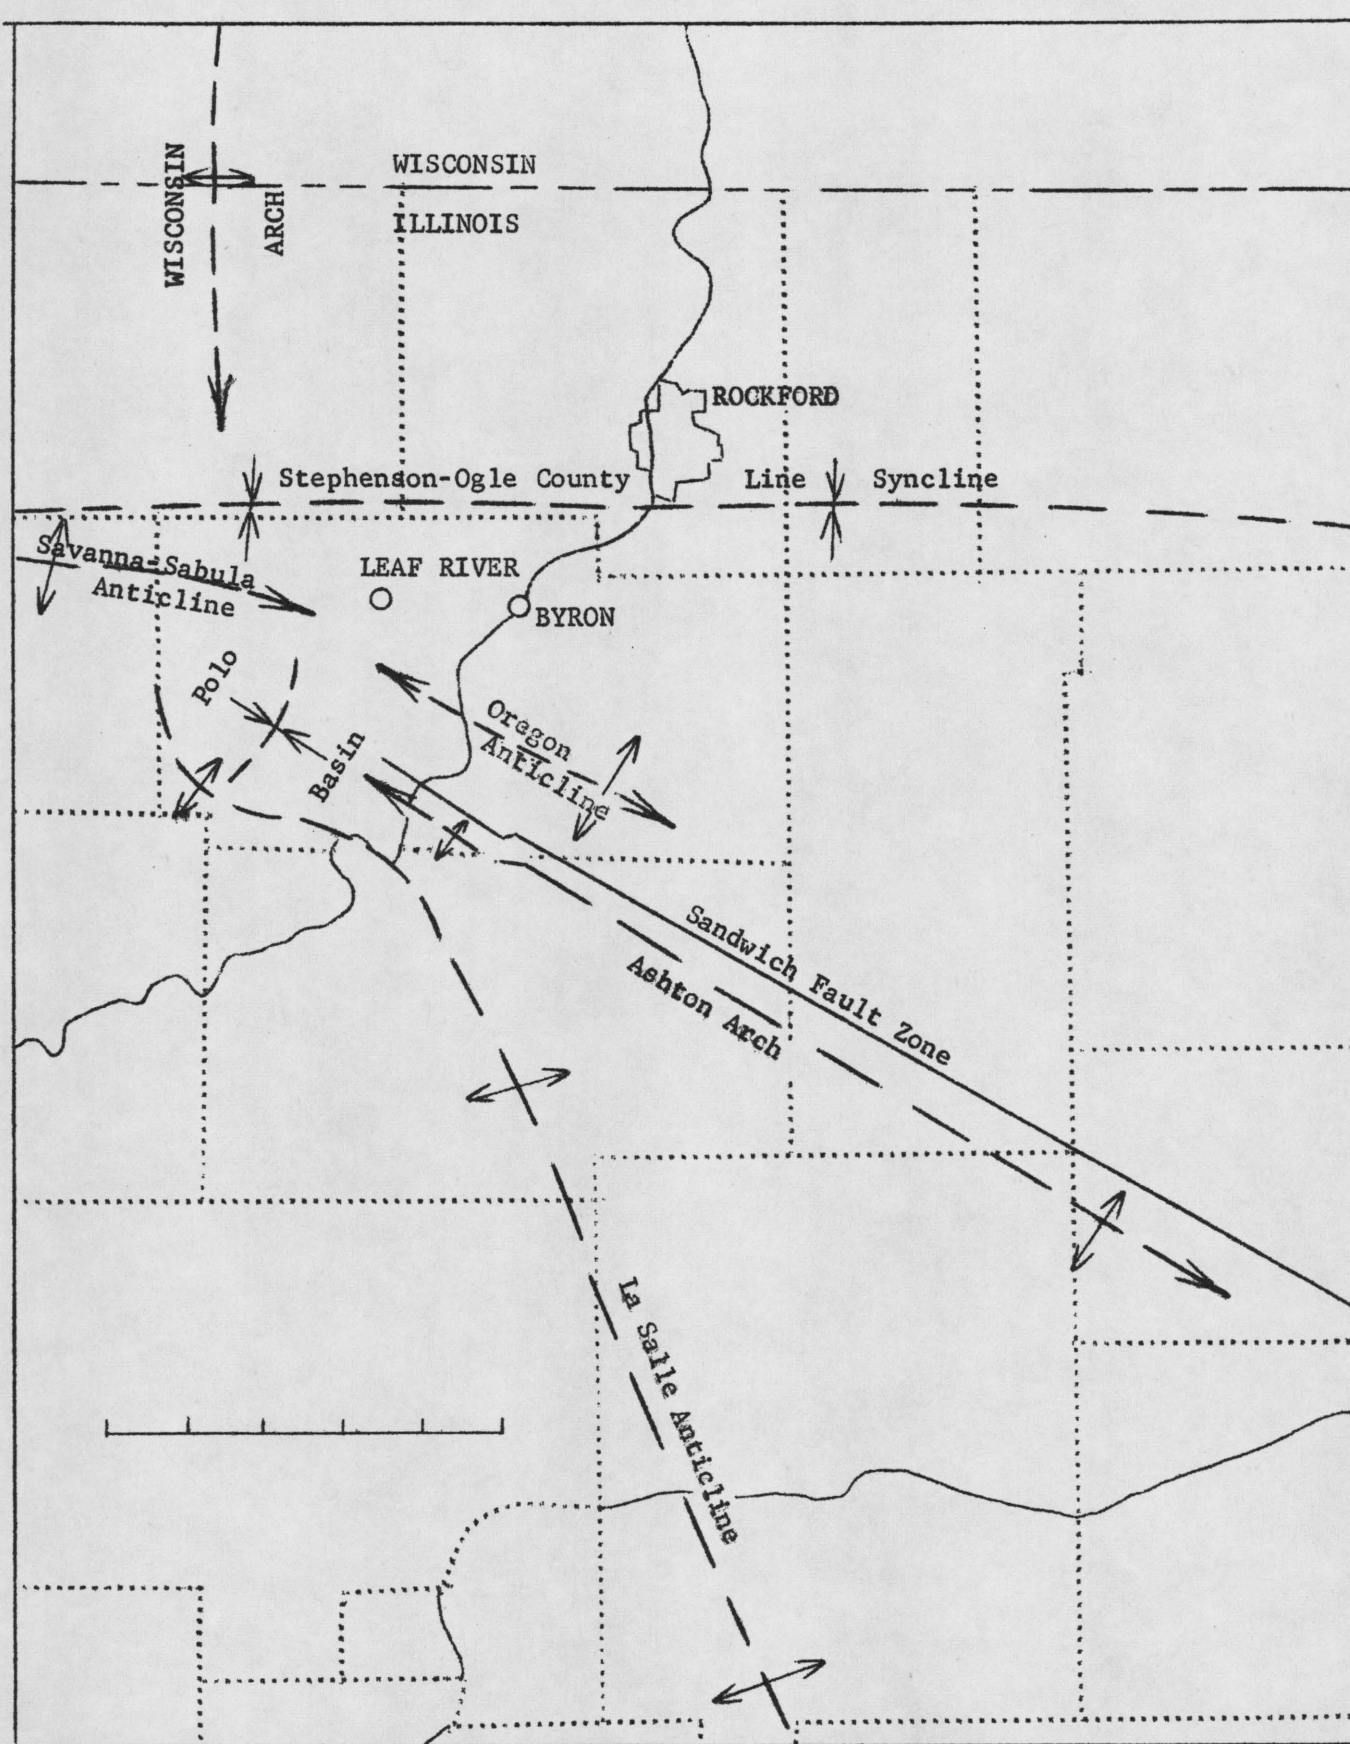 WISCONSIN
ILLINOIS
WISCONSIN
ARCH
ROCKFORD
Stephenson-Ogle County Line Syncline
Savanna-Sabula
Anticline
LEAF RIVER
BYRON
Polo
Basin
Oregon
Anticline
Sandwich Fault Zone
Ashton Arch
La Salle Anticline